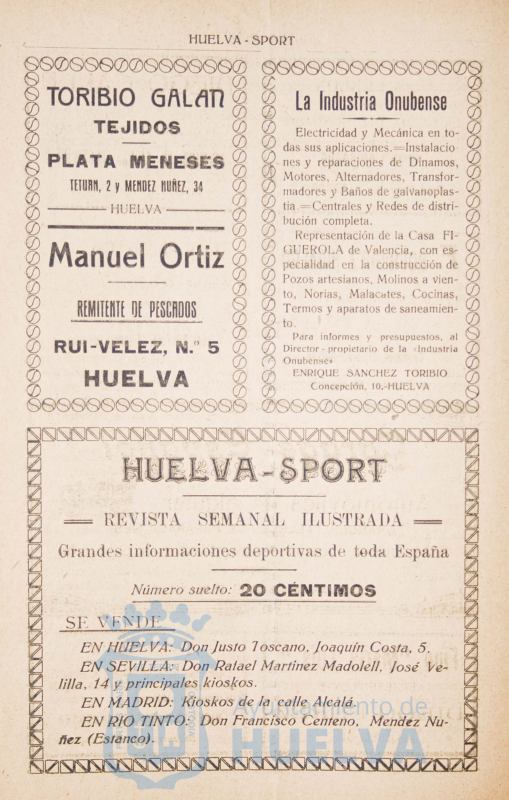 HUELVA - SPORT
TORIBIO GALAN
TEJIDOS
PLATA MENESES
TETUAN, 2 y MENDEZ NUÑEZ, 34
HUELVA
Manuel Ortiz
REMITENTE DE PESCADOS
RUI-VELEZ, N.º 5
HUELVA
La Industria Onubense
Electricidad y Mecánica en to-
das sus aplicaciones.=Instalacio-
nes y reparaciones de Dinamos,
Motores, Alternadores, Transfor-
madores y Baños de galvanoplas-
tia.=Centrales y Redes de distri-
bución completa.
Representación de la Casa FI-
GUEROLA de Valencia, con es-
pecialidad en la construcción de
Pozos artesianos, Molinos a vien-
to, Norias, Malacates, Cocinas,
Termos y aparatos de saneamien-
to.
Para informes y presupuestos, al
Director-propietario de la «Industria
Onubense»
ENRIQUE SANCHEZ TORIBIO
Concepción, 10.-HUELVA
HUELVA-SPORT
REVISTA SEMANAL ILUSTRADA
Grandes informaciones deportivas de toda España
Número suelto: 20 CÉNTIMOS
SE VENDE
EN HUELVA: Don Justo Toscano, Joaquín Costa, 5.
EN SEVILLA: Don Rafael Martínez Madolell, José Ve-
lilla, 14 y principales kioskos.
EN MADRID: Kioskos de la calle Alcalá.
EN RIO TINTO: Don Francisco Centeno, Mendez Nu-
ñez (Estanco).
Ayuntamiento de
HUELVA